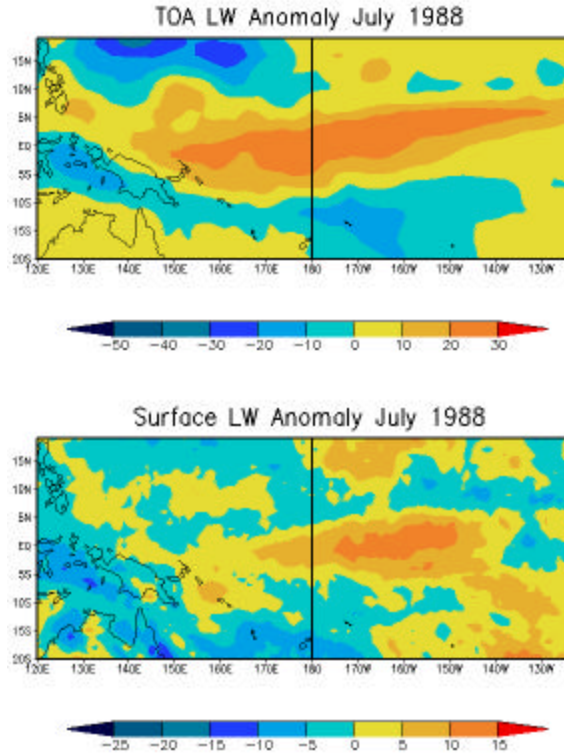 TOA LW Anomaly July 1988
15N
10N
5N
EQ
5S
10S
15S
20S
120E 130E 140E 150E 160E 170E 180 170W 160W 150W 140W 130W
-50 -40 -30 -20 -10 0 10 20 30
Surface LW Anomaly July 1988
15N
10N
5N
EQ
5S
10S
15S
20S
120E 130E 140E 150E 160E 170E 180 170W 160W 150W 140W 130W
-25 -20 -15 -10 -5 0 5 10 15